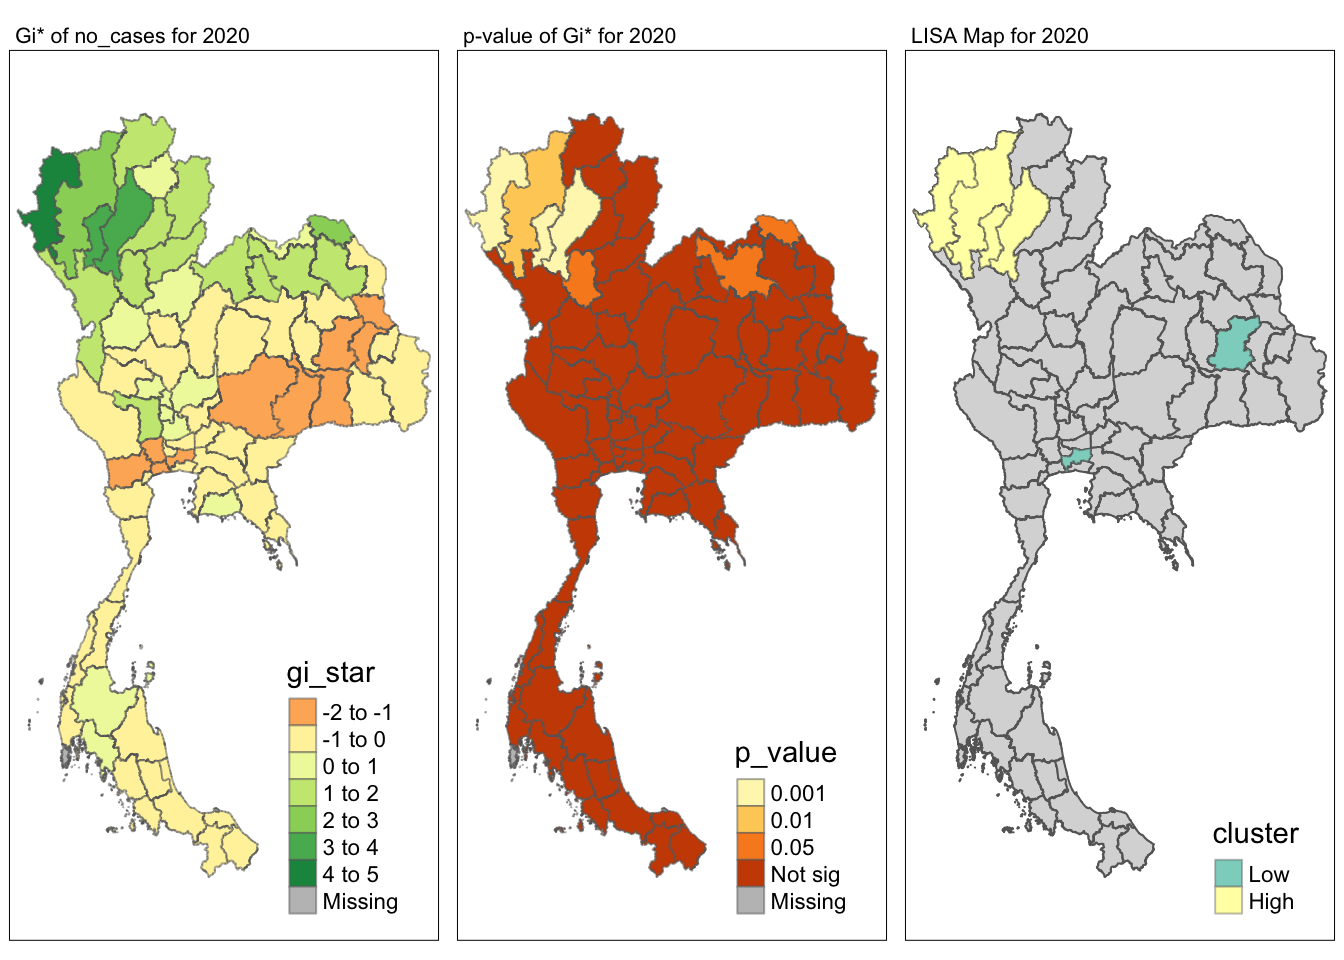 Gi* of no_cases for 2020
gi_star
-2 to -1
-1 to 0
0 to 1
1 to 2
2 to 3
3 to 4
4 to 5
Missing
p-value of Gi* for 2020
p_value
0.001
0.01
0.05
Not sig
Missing
LISA Map for 2020
cluster
Low
High